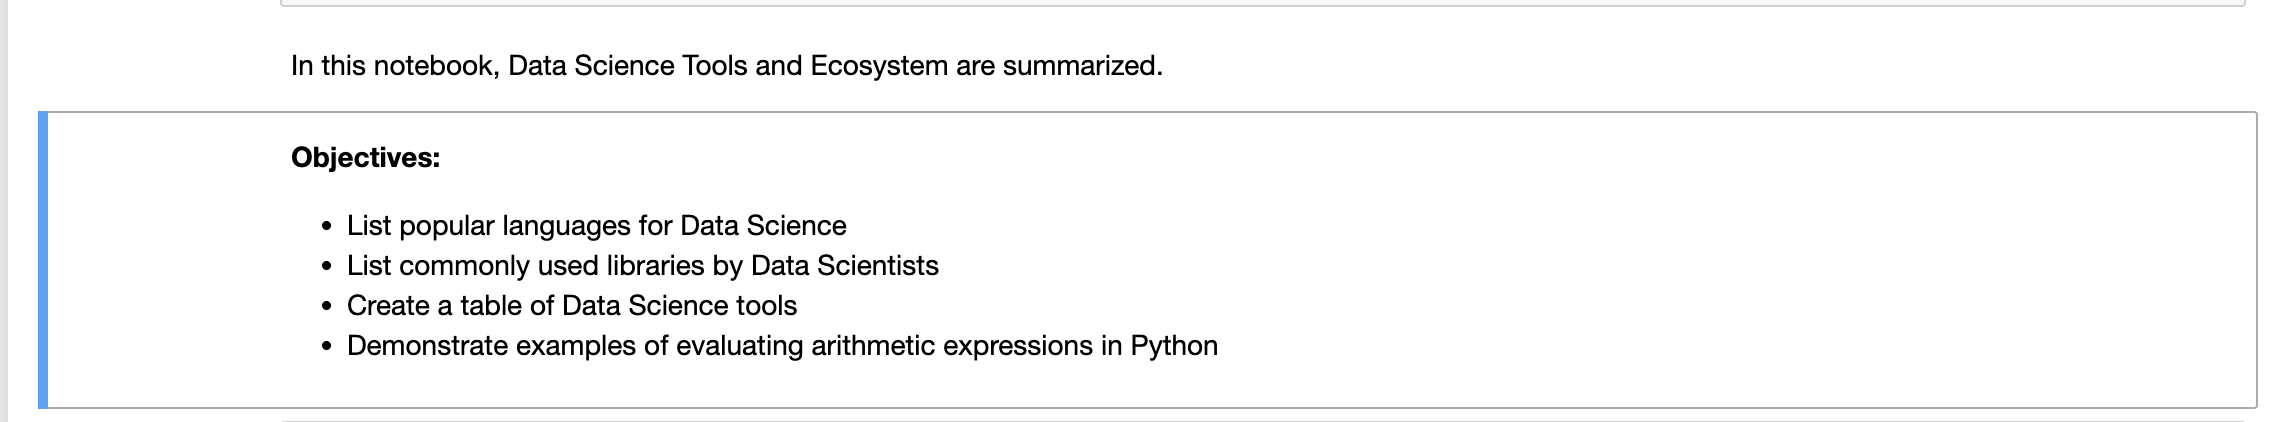 In this notebook, Data Science Tools and Ecosystem are summarized.
Objectives:
• List popular languages for Data Science
• List commonly used libraries by Data Scientists
• Create a table of Data Science tools
• Demonstrate examples of evaluating arithmetic expressions in Python